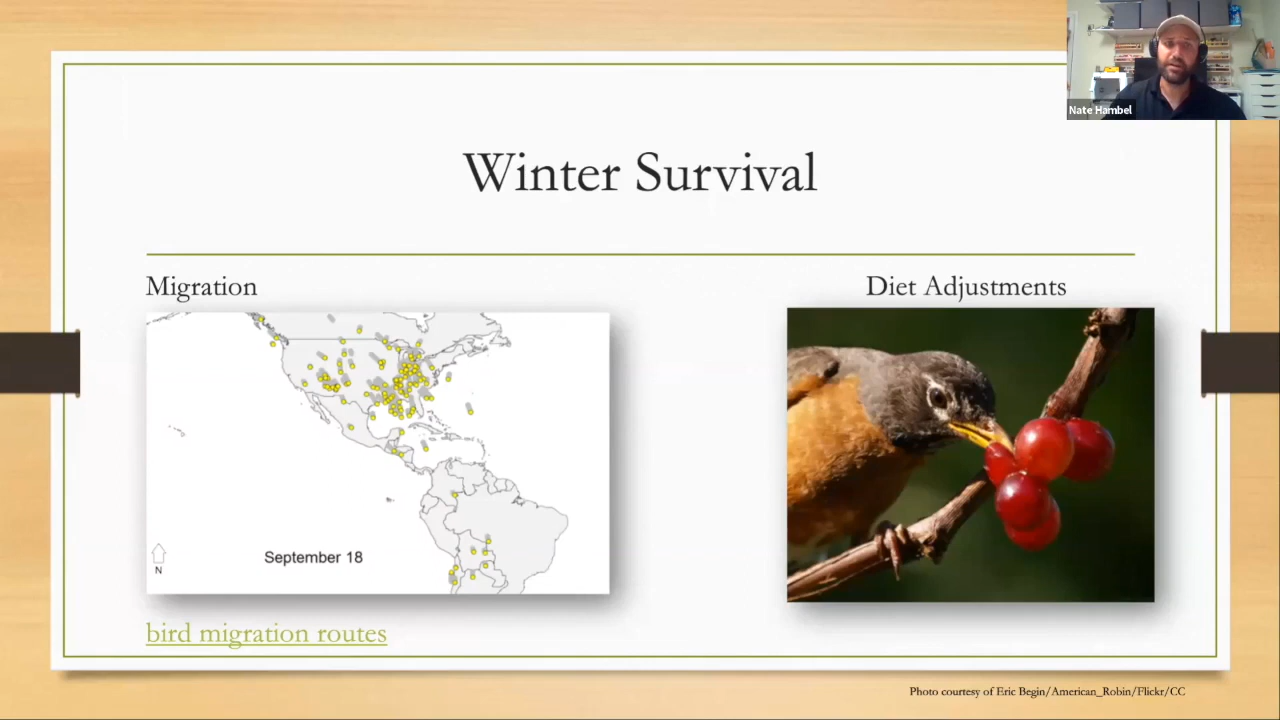 Nate Hambel
Winter Survival
Migration
Diet Adjustments
September 18
N
bird migration routes
Photo courtesy of Eric Begin/American_Robin/Flickr/CC